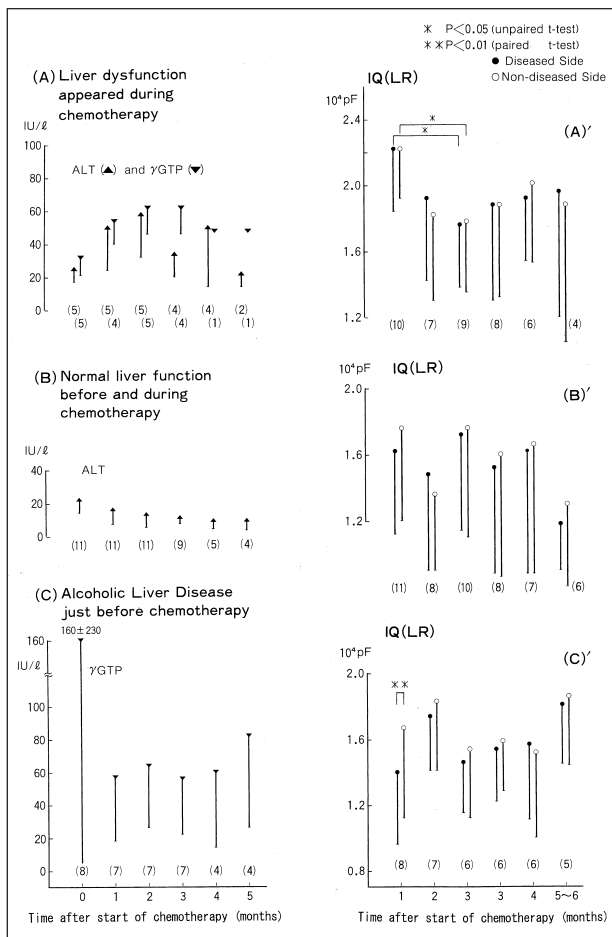 * P<0.05 (unpaired t-test)
**P<0.01 (paired t-test)
● Diseased Side
○ Non-diseased Side
(A) Liver dysfunction
appeared during
chemotherapy
IU/ℓ
100
80
60
40
20
0
ALT (▲) and γGTP (▼)
(5) (5) (5) (4) (4) (2)
(5) (4) (5) (4) (1) (1)
IQ(LR)
10⁴pF
(A)′
2.4
2.0
1.6
1.2
*
*
(10) (7) (9) (8) (6) (4)
(B) Normal liver function
before and during
chemotherapy
IU/ℓ
40
20
0
ALT
(11) (11) (11) (9) (5) (4)
IQ(LR)
10⁴pF
(B)′
2.0
1.6
1.2
(11) (8) (10) (8) (7) (6)
(C) Alcoholic Liver Disease
just before chemotherapy
160±230
160
IU/ℓ
γGTP
100
80
60
40
20
0
(8) (7) (7) (7) (4) (4)
0 1 2 3 4 5
Time after start of chemotherapy (months)
IQ(LR)
10⁴pF
(C)′
2.0
1.6
1.2
0.8
**
(8) (7) (6) (6) (6) (5)
1 2 3 3 4 5~6
Time after start of chemotherapy (months)